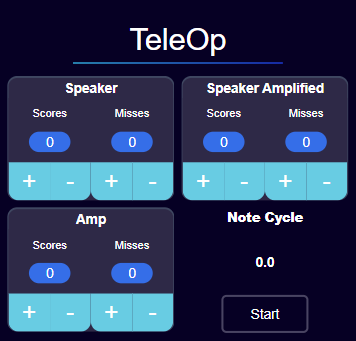 TeleOp
Speaker
Scores Misses
0 0
+ - + -
Speaker Amplified
Scores Misses
0 0
+ - + -
Amp
Scores Misses
0 0
+ - + -
Note Cycle
0.0
Start